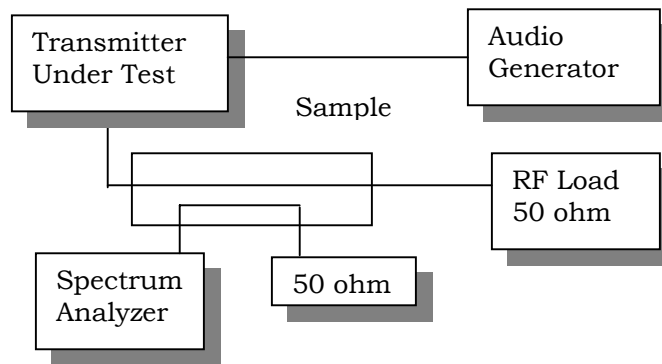 Transmitter
Under Test
Audio
Generator
Sample
RF Load
50 ohm
Spectrum
Analyzer
50 ohm